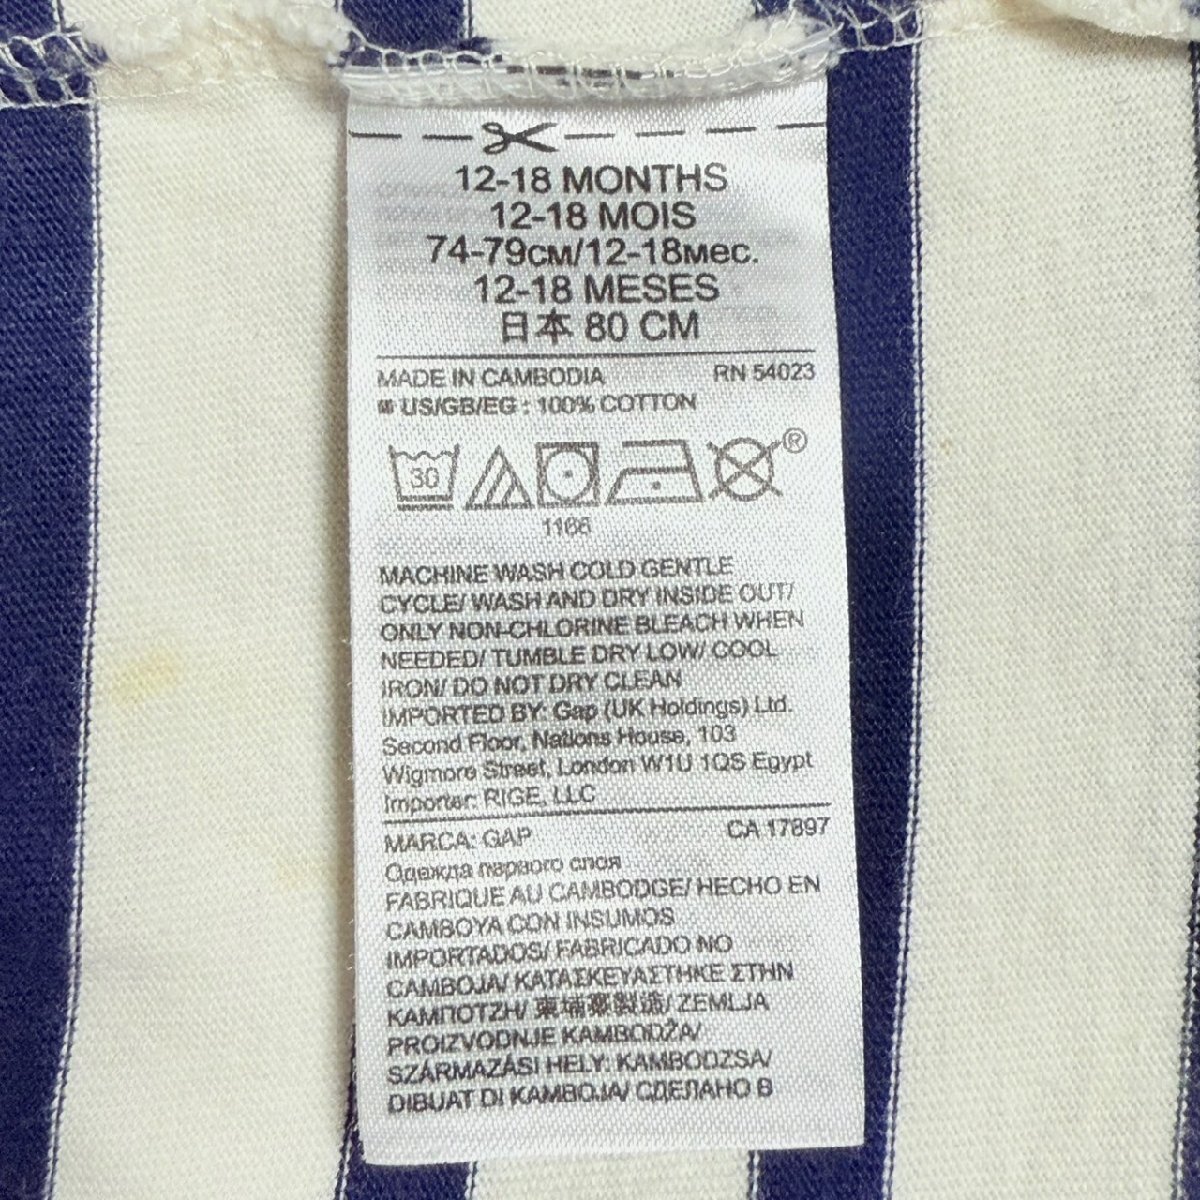 12-18 MONTHS
12-18 MOIS
74-79см/12-18мес.
12-18 MESES
日本 80 CM
MADE IN CAMBODIA RN 54023
US/GB/EG : 100% COTTON
30 ®
1166
MACHINE WASH COLD GENTLE
CYCLE/ WASH AND DRY INSIDE OUT/
ONLY NON-CHLORINE BLEACH WHEN
NEEDED/ TUMBLE DRY LOW/ COOL
IRON/ DO NOT DRY CLEAN
IMPORTED BY: Gap (UK Holdings) Ltd.
Second Floor, Nations House, 103
Wigmore Street, London W1U 1QS Egypt
Importer: RIGE, LLC
MARCA: GAP CA 17897
Одежда первого слоя
FABRIQUE AU CAMBODGE/ HECHO EN
CAMBOYA CON INSUMOS
IMPORTADOS/ FABRICADO NO
CAMBOJA/ ΚΑΤΑΣΚΕΥΑΣΤΗΚΕ ΣΤΗΝ
ΚΑΜΠΟΤΖΗ/ 柬埔寨製造/ ZEMLJA
PROIZVODNJE KAMBODŽA/
SZÁRMAZÁSI HELY: KAMBODZSA/
DIBUAT DI KAMBOJA/ СДЕЛАНО В